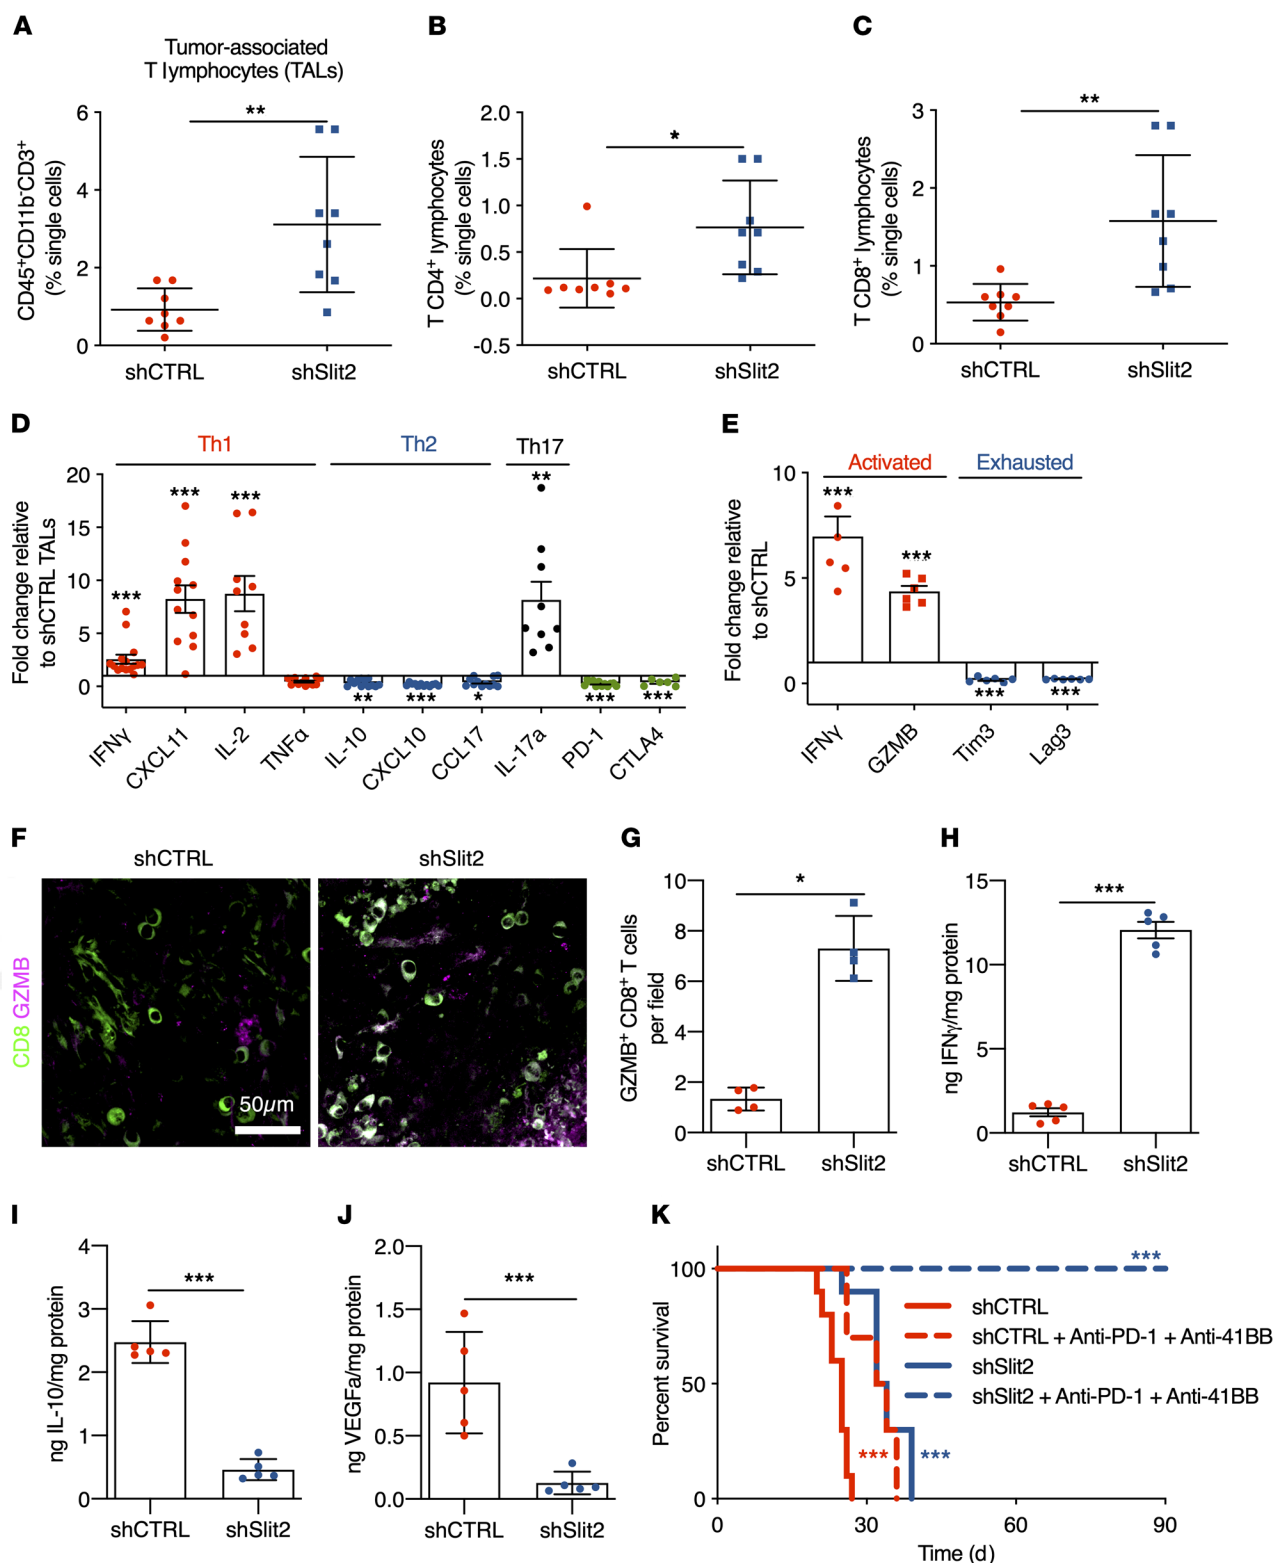 A
Tumor-associated
T lymphocytes (TALs)
CD45⁺CD11b⁻CD3⁺
(% single cells)
6
4
2
0
**
shCTRL
shSlit2
B
T CD4⁺ lymphocytes
(% single cells)
2.0
1.5
1.0
0.5
0.0
-0.5
*
shCTRL
shSlit2
C
T CD8⁺ lymphocytes
(% single cells)
3
2
1
0
**
shCTRL
shSlit2
D
Th1
Th2
Th17
Fold change relative
to shCTRL TALs
20
15
10
5
0
***
***
***
**
***
*
**
***
***
IFNγ
CXCL11
IL-2
TNFα
IL-10
CXCL10
CCL17
IL-17a
PD-1
CTLA4
E
Activated
Exhausted
Fold change relative
to shCTRL
10
5
0
***
***
***
***
IFNγ
GZMB
Tim3
Lag3
F
shCTRL
shSlit2
CD8 GZMB
50μm
G
GZMB⁺ CD8⁺ T cells
per field
10
8
6
4
2
0
*
shCTRL
shSlit2
H
ng IFNγ/mg protein
15
10
5
0
***
shCTRL
shSlit2
I
ng IL-10/mg protein
4
3
2
1
0
***
shCTRL
shSlit2
J
ng VEGFa/mg protein
2.0
1.5
1.0
0.5
0.0
***
shCTRL
shSlit2
K
Percent survival
100
50
0
***
shCTRL
shCTRL + Anti-PD-1 + Anti-41BB
shSlit2
shSlit2 + Anti-PD-1 + Anti-41BB
***
***
0
30
60
90
Time (d)